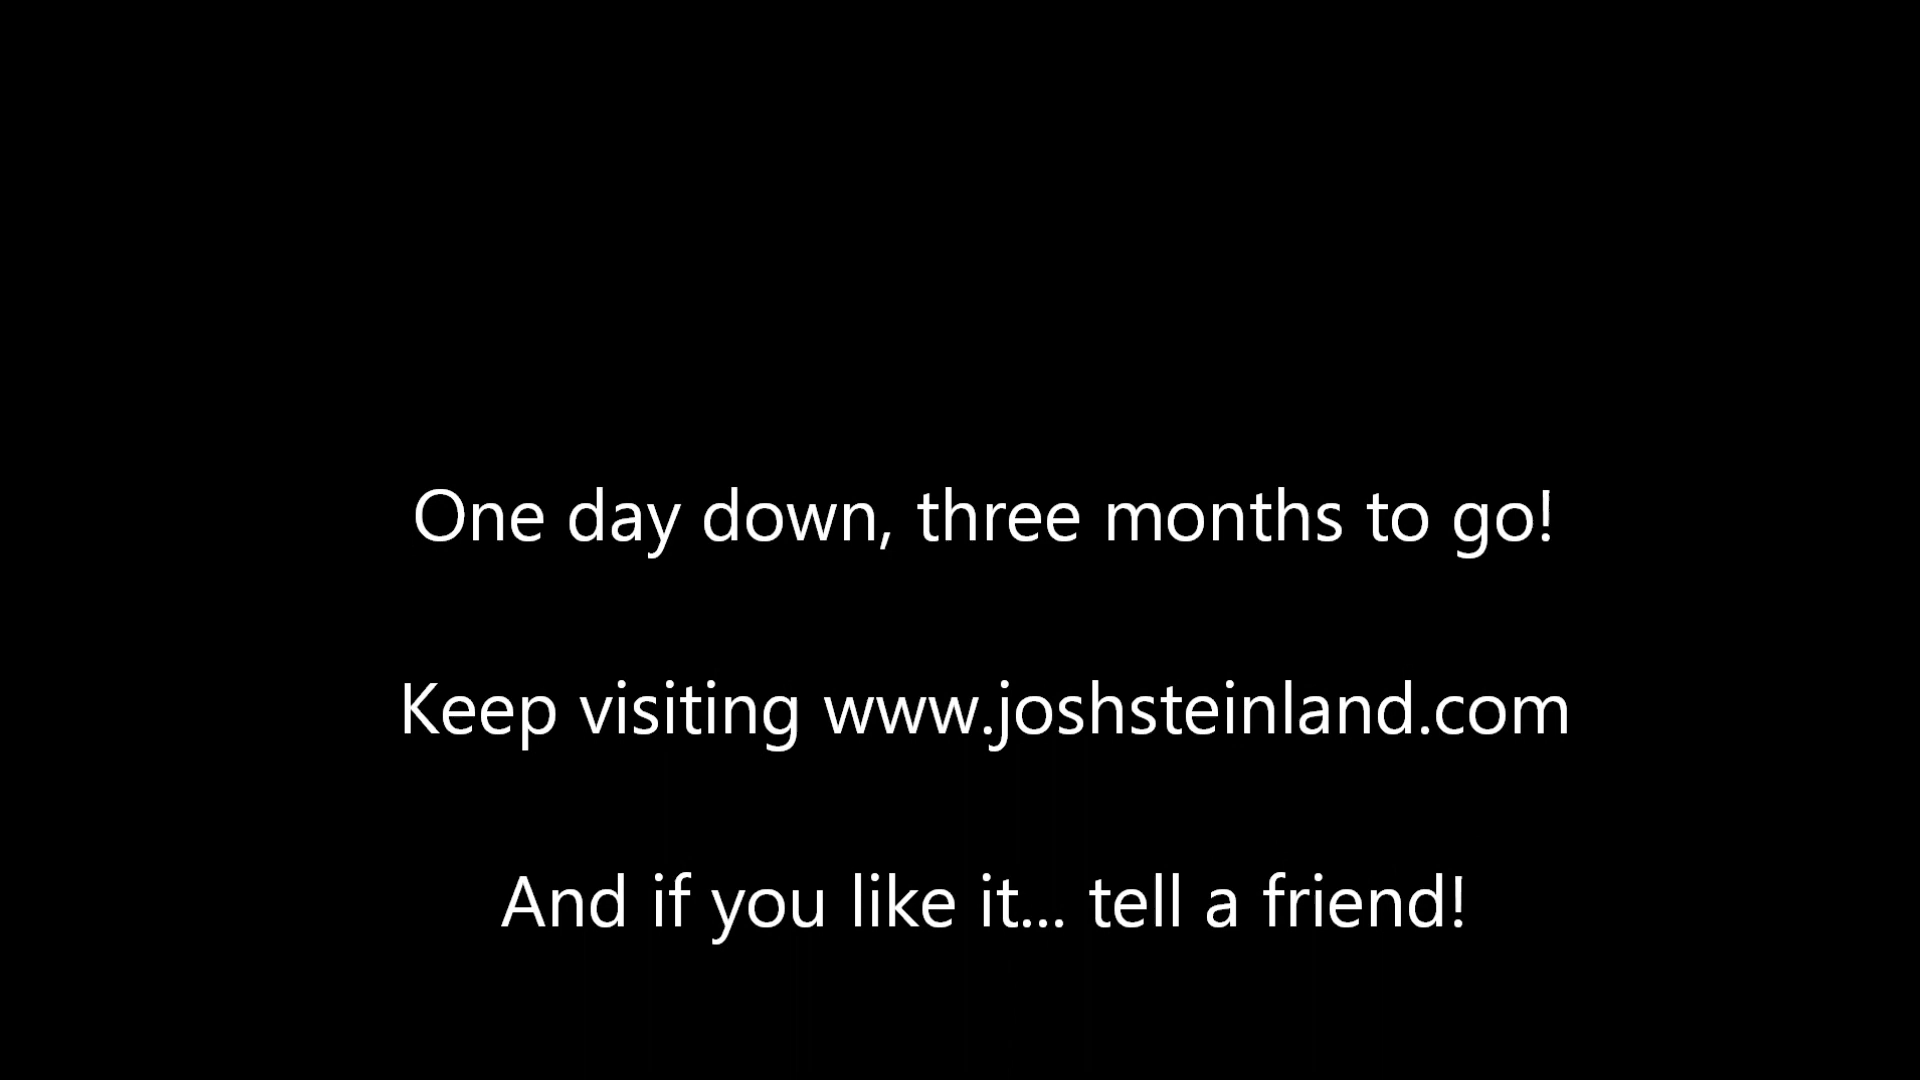 One day down, three months to go!
Keep visiting www.joshsteinland.com
And if you like it... tell a friend!